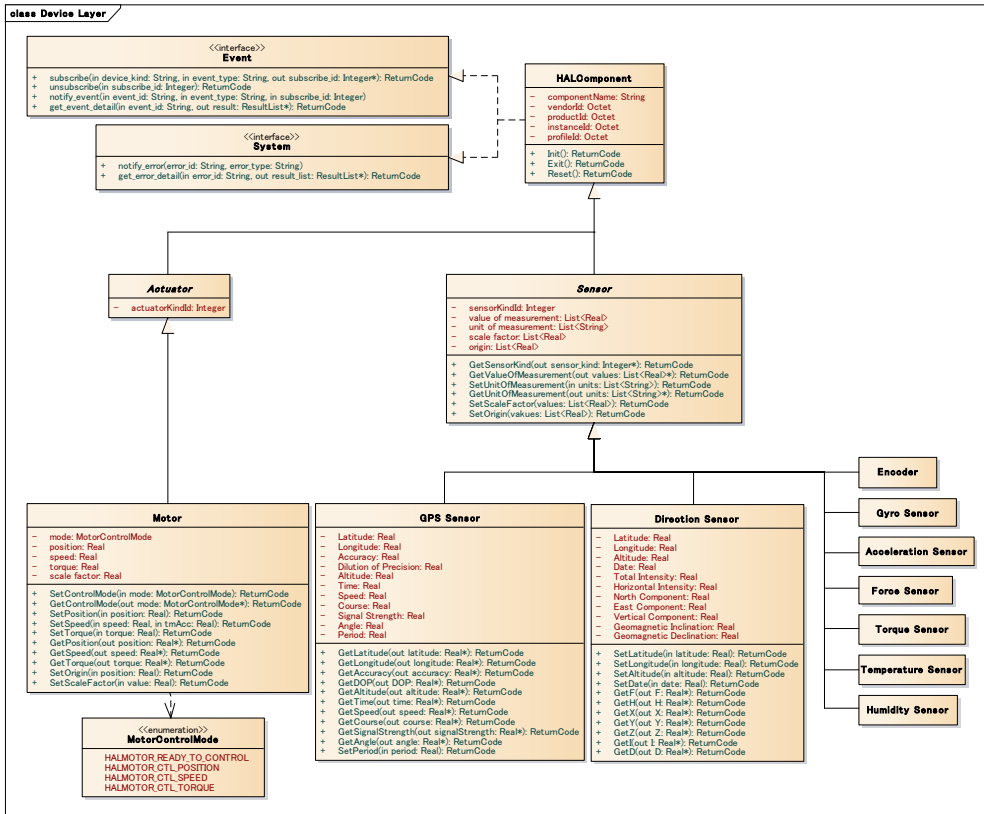 class Device Layer
<<interface>>
Event
+ subscribe(in device_kind: String, in event_type: String, out subscribe_id: Integer*): ReturnCode
+ unsubscribe(in subscribe_id: Integer): ReturnCode
+ notify_event(in event_id: String, in event_type: String, in subscribe_id: Integer)
+ get_event_detail(in event_id: String, out result: ResultList*): ReturnCode
<<interface>>
System
+ notify_error(error_id: String, error_type: String)
+ get_error_detail(in error_id: String, out result_list: ResultList*): ReturnCode
HALComponent
- componentName: String
- vendorId: Octet
- productId: Octet
- instanceId: Octet
- profileId: Octet
+ Init(): ReturnCode
+ Exit(): ReturnCode
+ Reset(): ReturnCode
Actuator
- actuatorKindId: Integer
Sensor
- sensorKindId: Integer
- value of measurement: List<Real>
- unit of measurement: List<String>
- scale factor: List<Real>
- origin: List<Real>
+ GetSensorKind(out sensor_kind: Integer*): ReturnCode
+ GetValueOfMeasurement(out values: List<Real>*): ReturnCode
+ SetUnitOfMeasurement(in units: List<String>): ReturnCode
+ GetUnitOfMeasurement(out units: List<String>*): ReturnCode
+ SetScaleFactor(values: List<Real>): ReturnCode
+ SetOrigin(vakues: List<Real>): ReturnCode
Motor
- mode: MotorControlMode
- position: Real
- speed: Real
- torque: Real
- scale factor: Real
+ SetControlMode(in mode: MotorControlMode): ReturnCode
+ GetControlMode(out mode: MotorControlMode*): ReturnCode
+ SetPosition(in position: Real): ReturnCode
+ SetSpeed(in speed: Real, in tmAcc: Real): ReturnCode
+ SetTorque(in torque: Real): ReturnCode
+ GetPosition(out position: Real*): ReturnCode
+ GetSpeed(out speed: Real*): ReturnCode
+ GetTorque(out torque: Real*): ReturnCode
+ SetOrigin(in position: Real): ReturnCode
+ SetScaleFactor(in value: Real): ReturnCode
<<enumeration>>
MotorControlMode
HALMOTOR_READY_TO_CONTROL
HALMOTOR_CTL_POSITION
HALMOTOR_CTL_SPEED
HALMOTOR_CTL_TORQUE
GPS Sensor
- Latitude: Real
- Longitude: Real
- Accuracy: Real
- Dilution of Precision: Real
- Altitude: Real
- Time: Real
- Speed: Real
- Course: Real
- Signal Strength: Real
- Angle: Real
- Period: Real
+ GetLatitude(out latitude: Real*): ReturnCode
+ GetLongitude(out longitude: Real*): ReturnCode
+ GetAccuracy(out accuracy: Real*): ReturnCode
+ GetDOP(out DOP: Real*): ReturnCode
+ GetAltitude(out altitude: Real*): ReturnCode
+ GetTime(out time: Real*): ReturnCode
+ GetSpeed(out speed: Real*): ReturnCode
+ GetCourse(out course: Real*): ReturnCode
+ GetSignalStrength(out signalStrength: Real*): ReturnCode
+ GetAngle(out angle: Real*): ReturnCode
+ SetPeriod(in period: Real): ReturnCode
Direction Sensor
- Latitude: Real
- Longitude: Real
- Altitude: Real
- Date: Real
- Total Intensity: Real
- Horizontal Intensity: Real
- North Component: Real
- East Component: Real
- Vertical Component: Real
- Geomagnetic Inclination: Real
- Geomagnetic Declination: Real
+ SetLatitude(in latitude: Real): ReturnCode
+ SetLongitude(in longitude: Real): ReturnCode
+ SetAltitude(in altitude: Real): ReturnCode
+ SetDate(in date: Real): ReturnCode
+ GetF(out F: Real*): ReturnCode
+ GetH(out H: Real*): ReturnCode
+ GetX(out X: Real*): ReturnCode
+ GetY(out Y: Real*): ReturnCode
+ GetZ(out Z: Real*): ReturnCode
+ GetI(out I: Real*): ReturnCode
+ GetD(out D: Real*): ReturnCode
Encoder
Gyro Sensor
Acceleration Sensor
Force Sensor
Torque Sensor
Temperature Sensor
Humidity Sensor